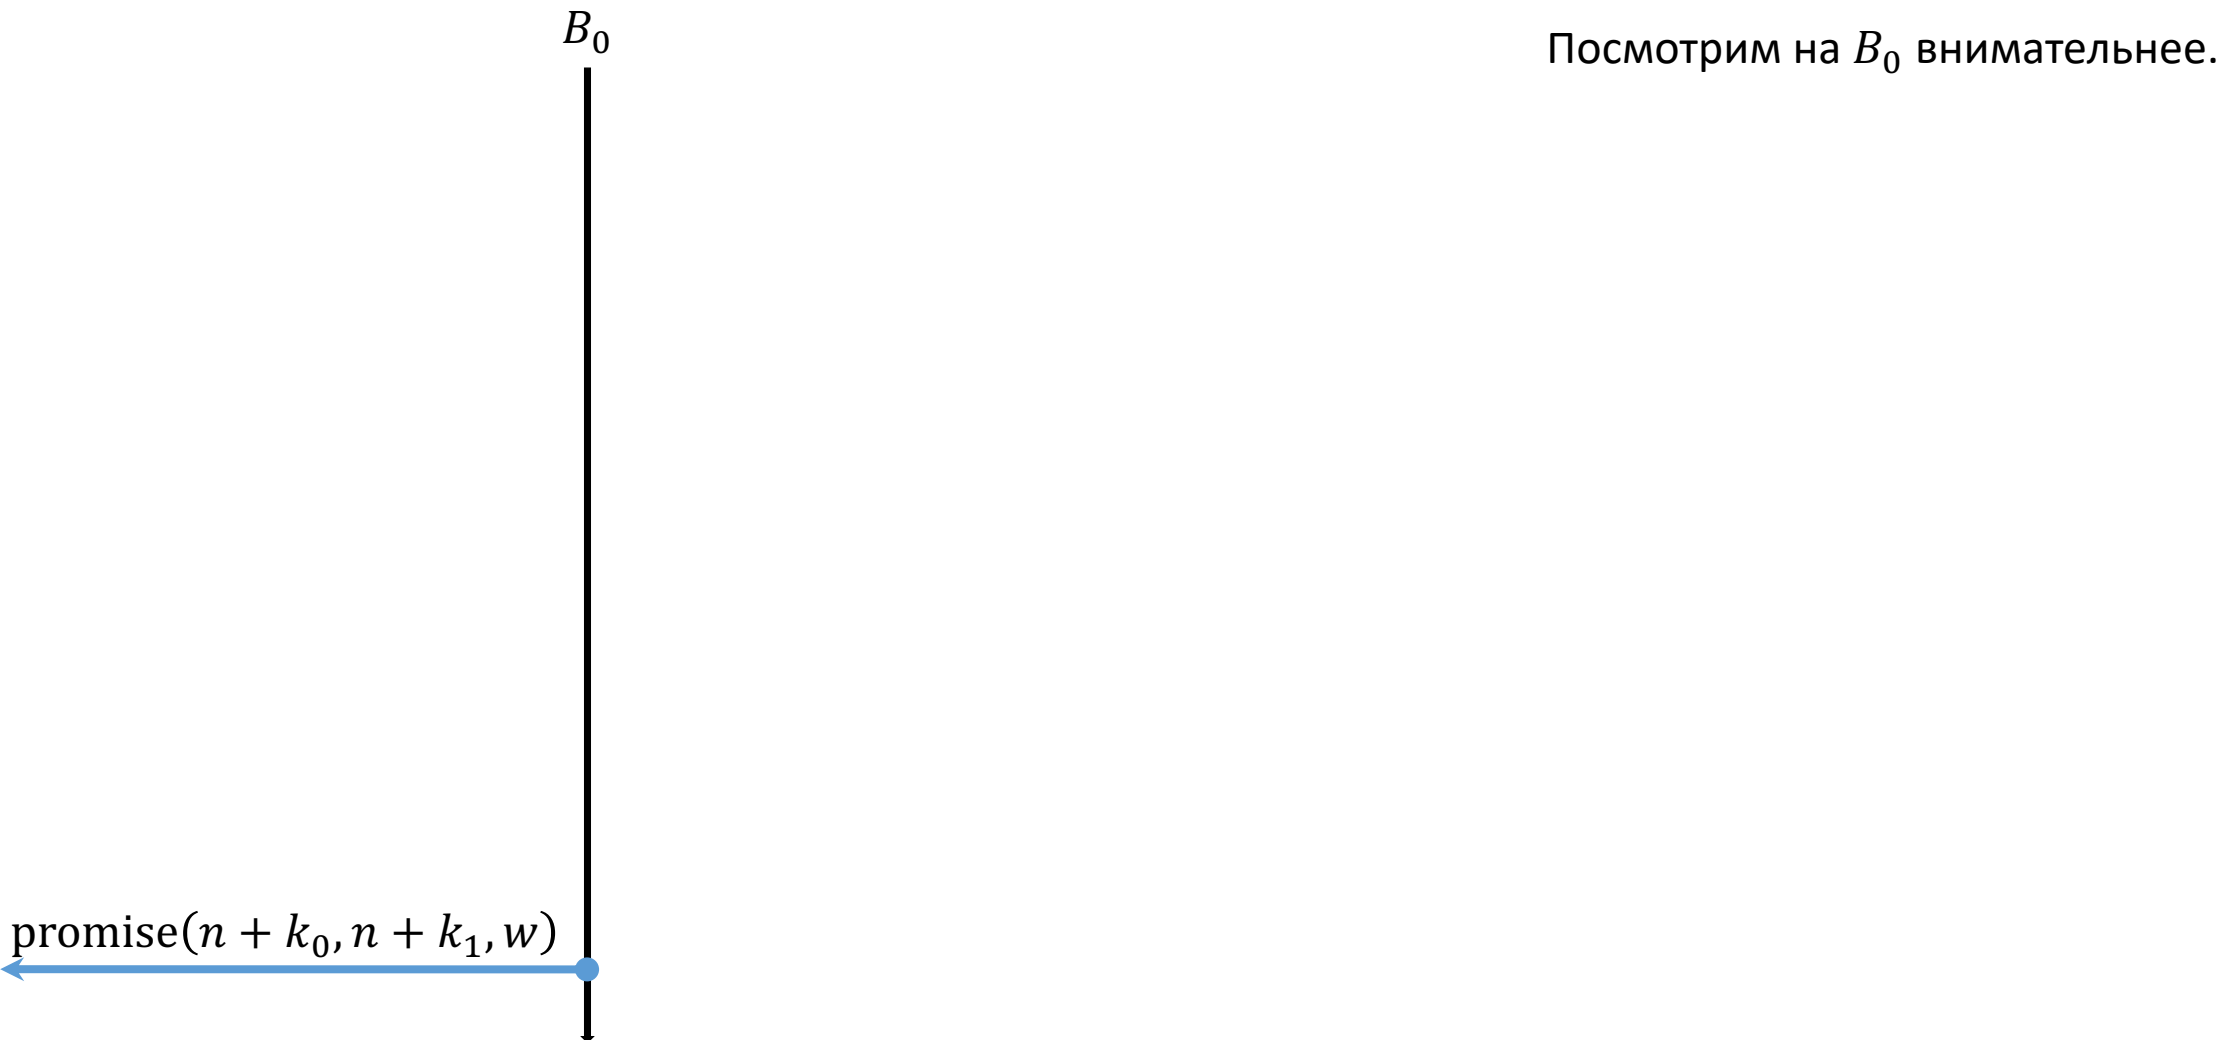 B₀
Посмотрим на B₀ внимательнее.
promise(n + k₀, n + k₁, w)